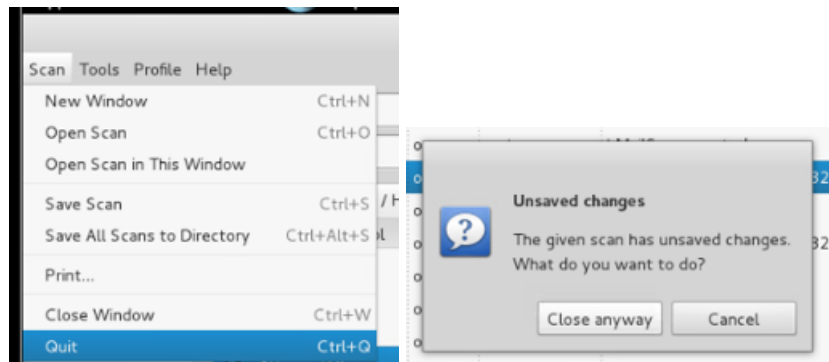 Scan Tools Profile Help
New Window Ctrl+N
Open Scan Ctrl+O
Open Scan in This Window
Save Scan Ctrl+S
Save All Scans to Directory Ctrl+Alt+S
Print...
Close Window Ctrl+W
Quit Ctrl+Q
Unsaved changes
The given scan has unsaved changes.
What do you want to do?
Close anyway Cancel